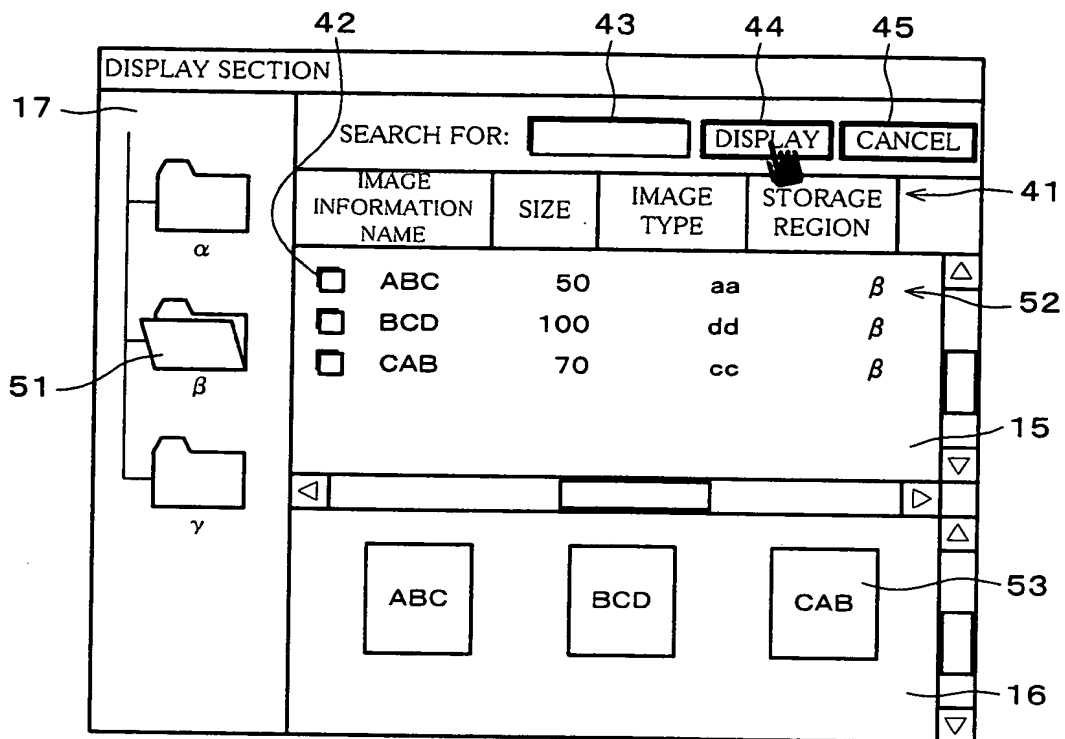 42 43 44 45
DISPLAY SECTION
17
SEARCH FOR: DISPLAY CANCEL
IMAGE INFORMATION NAME SIZE IMAGE TYPE STORAGE REGION 41
α
ABC 50 aa β 52
BCD 100 dd β
CAB 70 cc β
51
β
15
γ
ABC BCD CAB 53
16